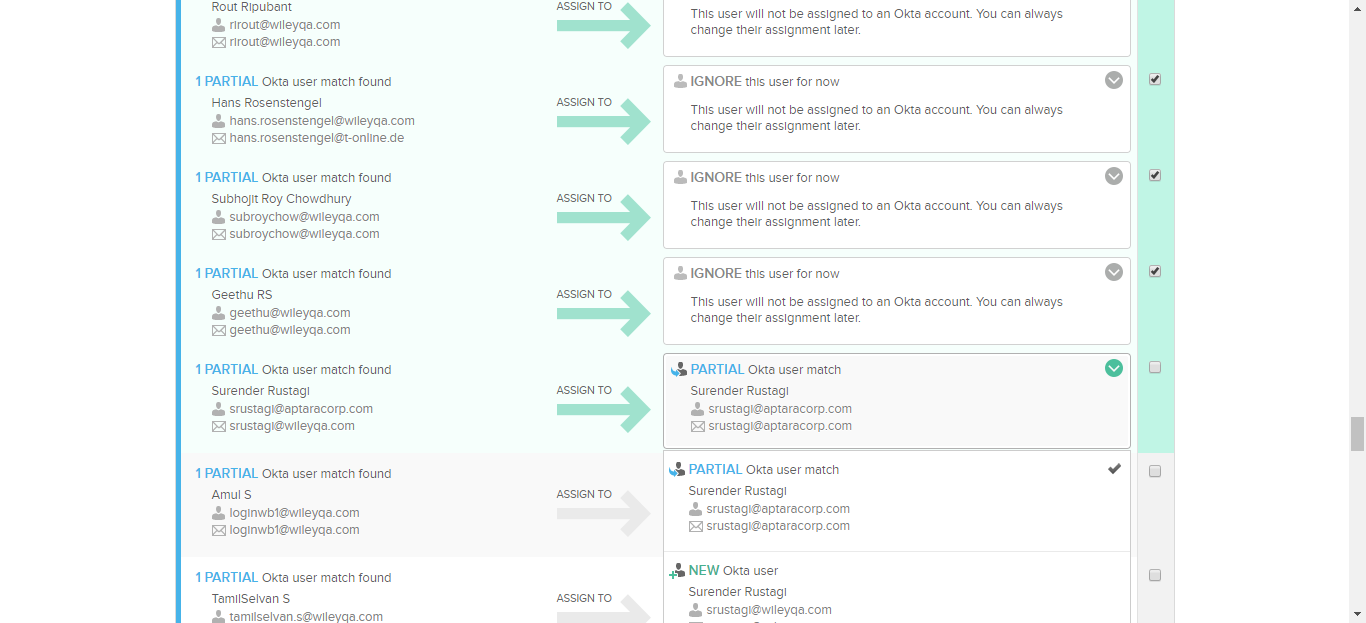 Rout Ripubant
rirout@wileyqa.com
rirout@wileyqa.com
ASSIGN TO
This user will not be assigned to an Okta account. You can always
change their assignment later.
1 PARTIAL Okta user match found
Hans Rosenstengel
hans.rosenstengel@wileyqa.com
hans.rosenstengel@t-online.de
ASSIGN TO
IGNORE this user for now
This user will not be assigned to an Okta account. You can always
change their assignment later.
1 PARTIAL Okta user match found
Subhojit Roy Chowdhury
subroychow@wileyqa.com
subroychow@wileyqa.com
ASSIGN TO
IGNORE this user for now
This user will not be assigned to an Okta account. You can always
change their assignment later.
1 PARTIAL Okta user match found
Geethu RS
geethu@wileyqa.com
geethu@wileyqa.com
ASSIGN TO
IGNORE this user for now
This user will not be assigned to an Okta account. You can always
change their assignment later.
1 PARTIAL Okta user match found
Surender Rustagi
srustagi@aptaracorp.com
srustagi@wileyqa.com
ASSIGN TO
PARTIAL Okta user match
Surender Rustagi
srustagi@aptaracorp.com
srustagi@aptaracorp.com
1 PARTIAL Okta user match found
Amul S
loginwb1@wileyqa.com
loginwb1@wileyqa.com
ASSIGN TO
PARTIAL Okta user match
Surender Rustagi
srustagi@aptaracorp.com
srustagi@aptaracorp.com
1 PARTIAL Okta user match found
TamilSelvan S
tamilselvan.s@wileyqa.com
ASSIGN TO
NEW Okta user
Surender Rustagi
srustagi@wileyqa.com